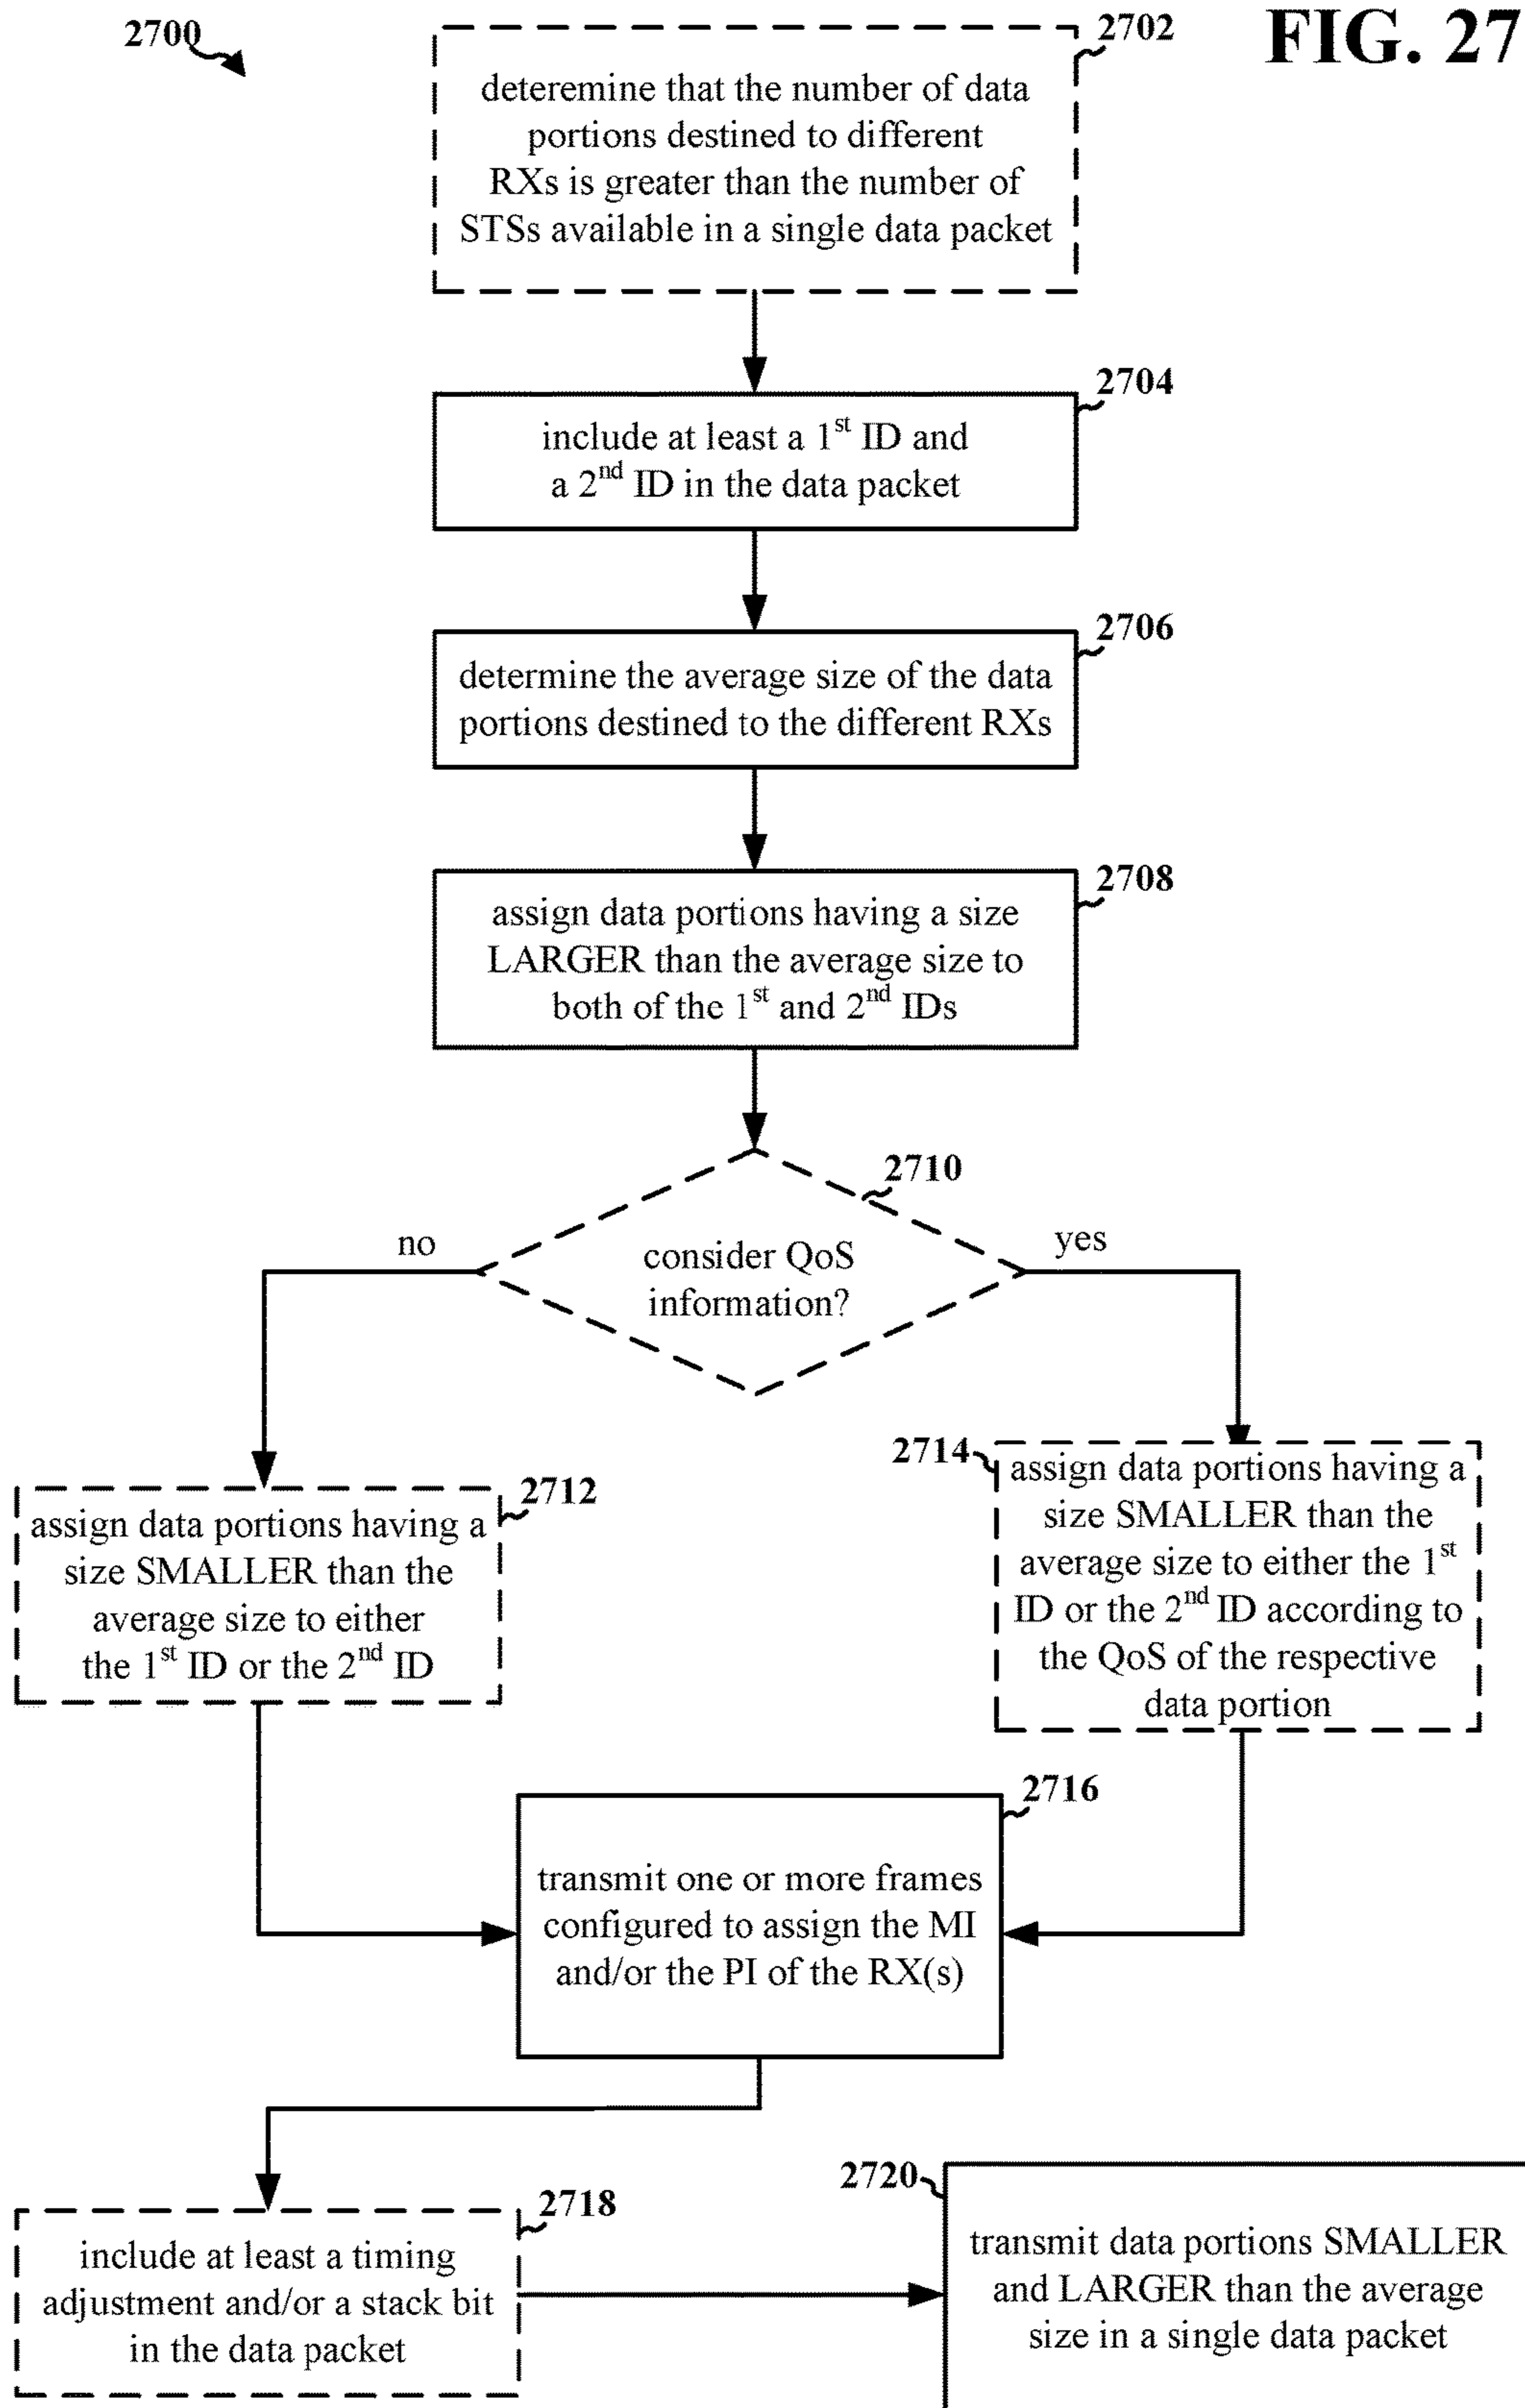 FIG. 27
2700
2702
deteremine that the number of data
portions destined to different
RXs is greater than the number of
STSs available in a single data packet
2704
include at least a 1st ID and
a 2nd ID in the data packet
2706
determine the average size of the data
portions destined to the different RXs
2708
assign data portions having a size
LARGER than the average size to
both of the 1st and 2nd IDs
2710
consider QoS
information?
no
yes
2712
assign data portions having a
size SMALLER than the
average size to either
the 1st ID or the 2nd ID
2714
assign data portions having a
size SMALLER than the
average size to either the 1st
ID or the 2nd ID according to
the QoS of the respective
data portion
2716
transmit one or more frames
configured to assign the MI
and/or the PI of the RX(s)
2718
include at least a timing
adjustment and/or a stack bit
in the data packet
2720
transmit data portions SMALLER
and LARGER than the average
size in a single data packet